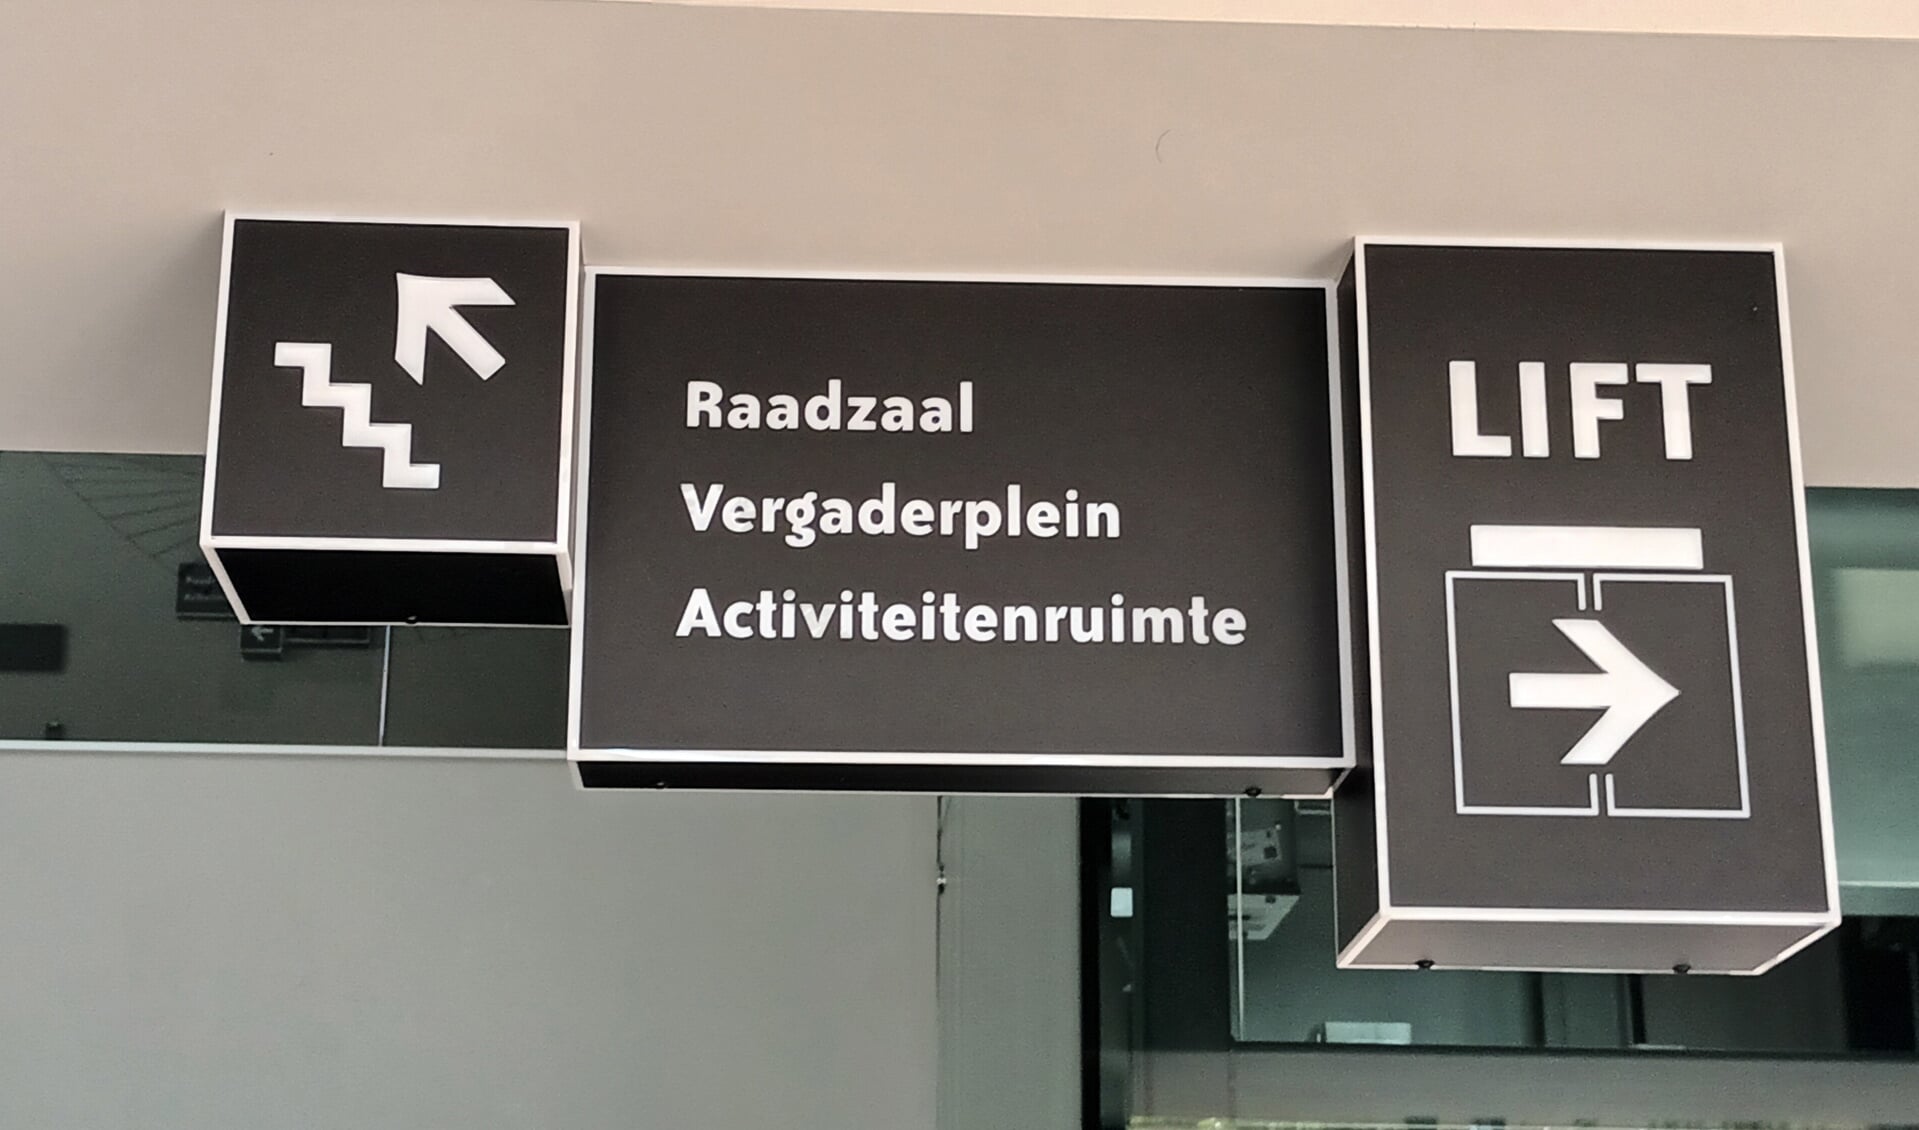 Raadzaal
Vergaderplein
Activiteitenruimte
LIFT